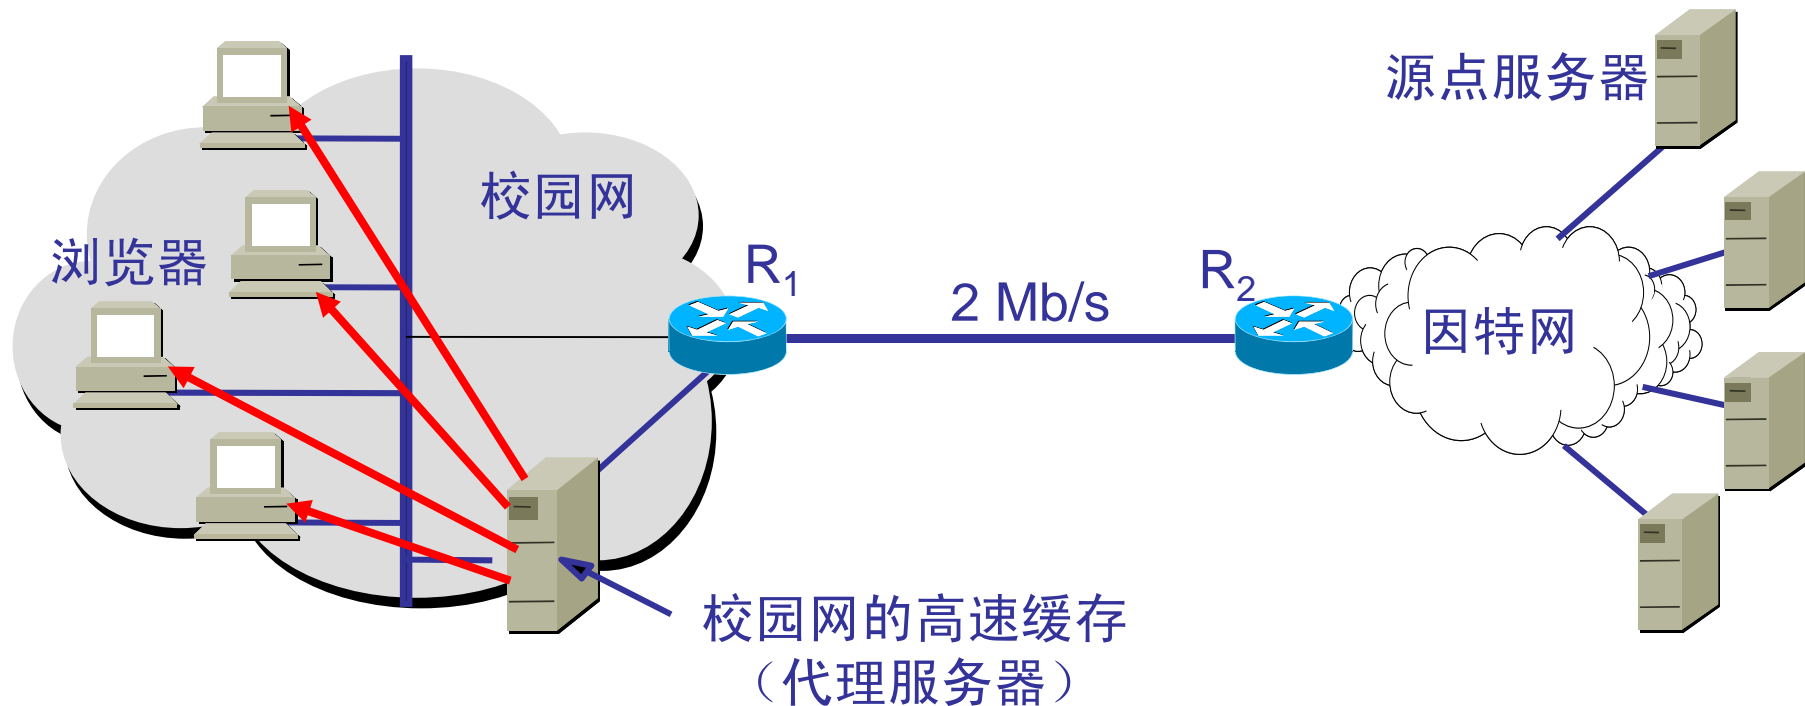 源点服务器
校园网
浏览器
R1
2 Mb/s
R2
因特网
校园网的高速缓存
（代理服务器）